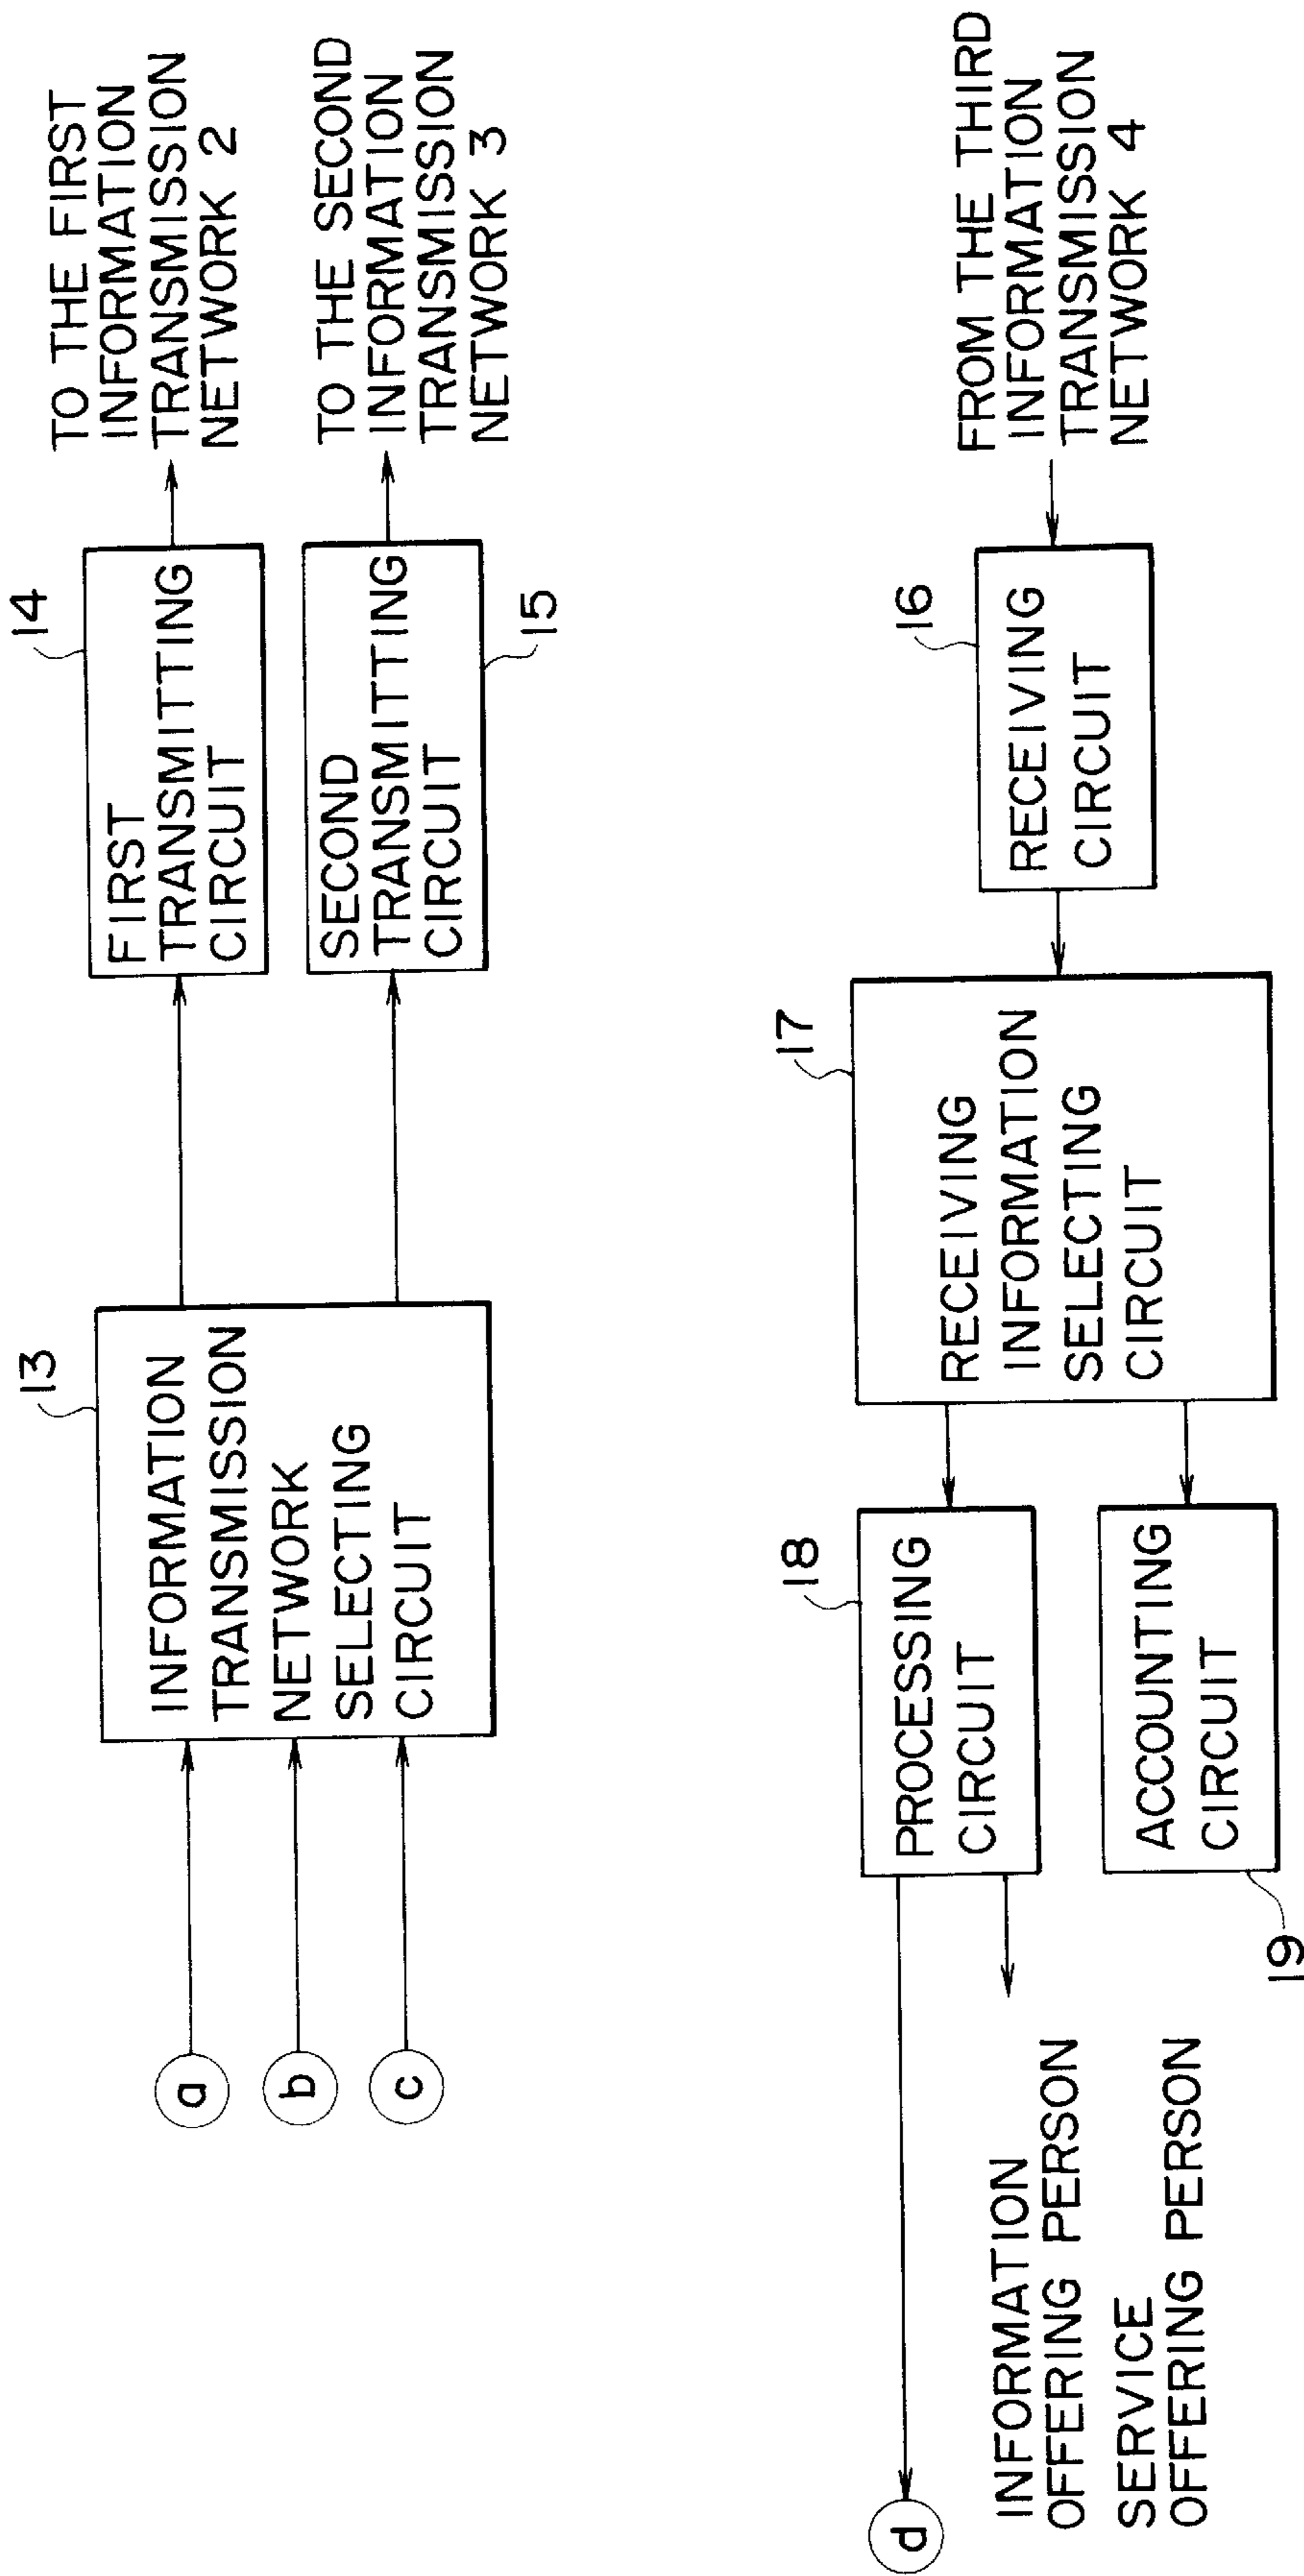 a
b
c
13
INFORMATION
TRANSMISSION
NETWORK
SELECTING
CIRCUIT
14
FIRST
TRANSMITTING
CIRCUIT
TO THE FIRST
INFORMATION
TRANSMISSION
NETWORK 2
SECOND
TRANSMITTING
CIRCUIT
15
TO THE SECOND
INFORMATION
TRANSMISSION
NETWORK 3
d
INFORMATION
OFFERING PERSON
SERVICE
OFFERING PERSON
18
PROCESSING
CIRCUIT
ACCOUNTING
CIRCUIT
19
17
RECEIVING
INFORMATION
SELECTING
CIRCUIT
16
RECEIVING
CIRCUIT
FROM THE THIRD
INFORMATION
TRANSMISSION
NETWORK 4